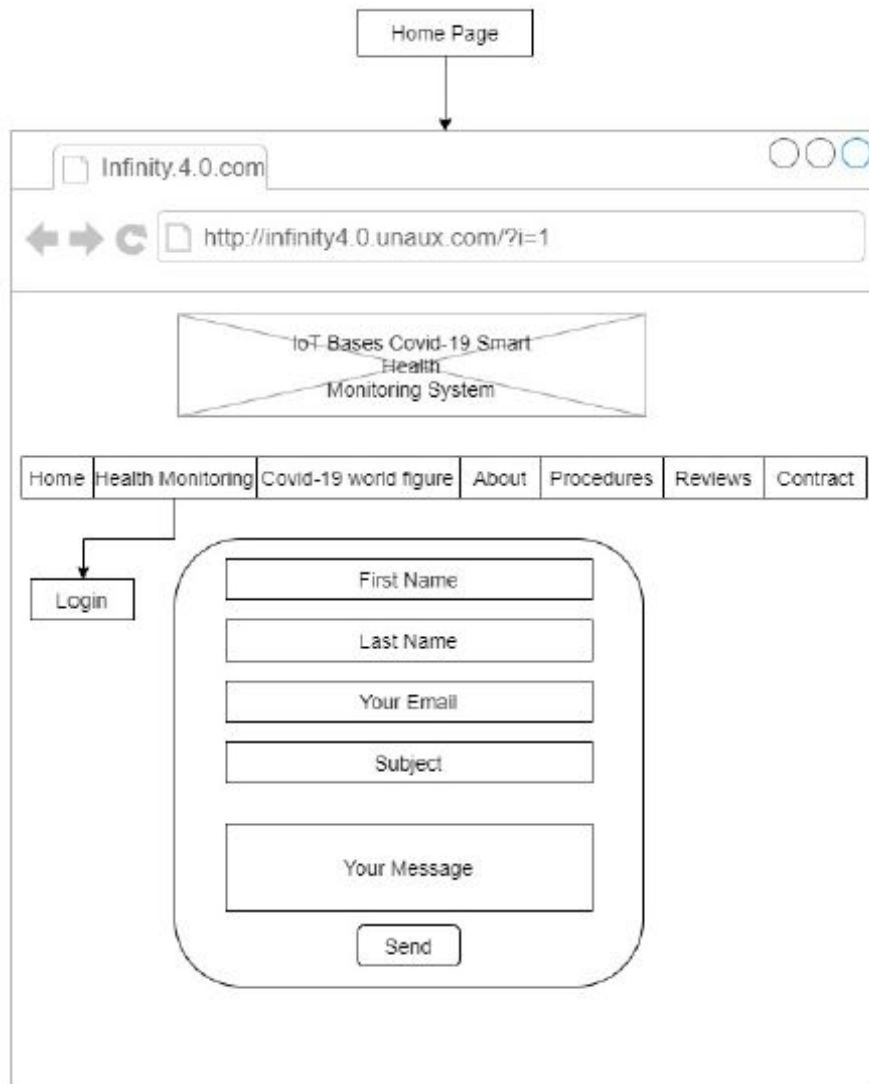 Home Page
Infinity.4.0.com
http://infinity4.0.unaux.com/?i=1
IoT Bases Covid-19 Smart
Health
Monitoring System
Home Health Monitoring Covid-19 world figure About Procedures Reviews Contract
Login
First Name
Last Name
Your Email
Subject
Your Message
Send